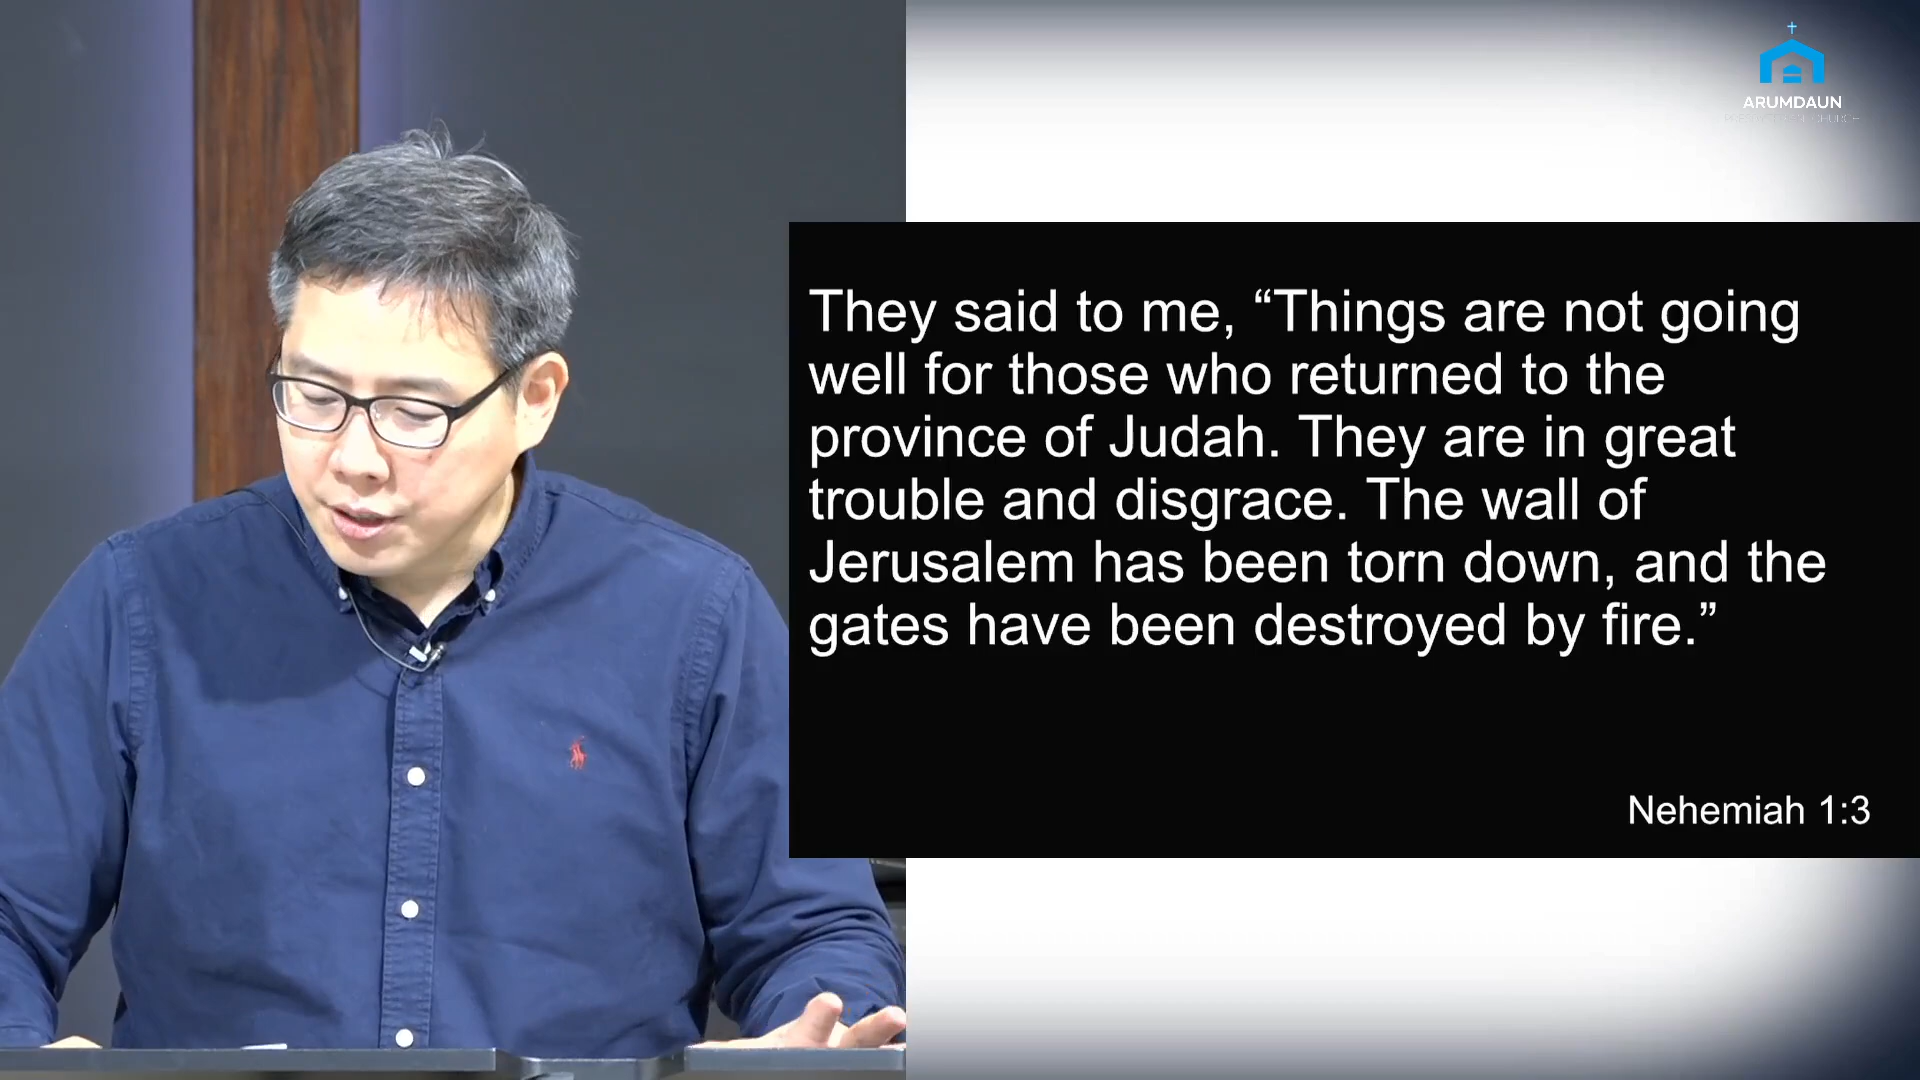 ARUMDAUN
They said to me, “Things are not going
well for those who returned to the
province of Judah. They are in great
trouble and disgrace. The wall of
Jerusalem has been torn down, and the
gates have been destroyed by fire.”
Nehemiah 1:3